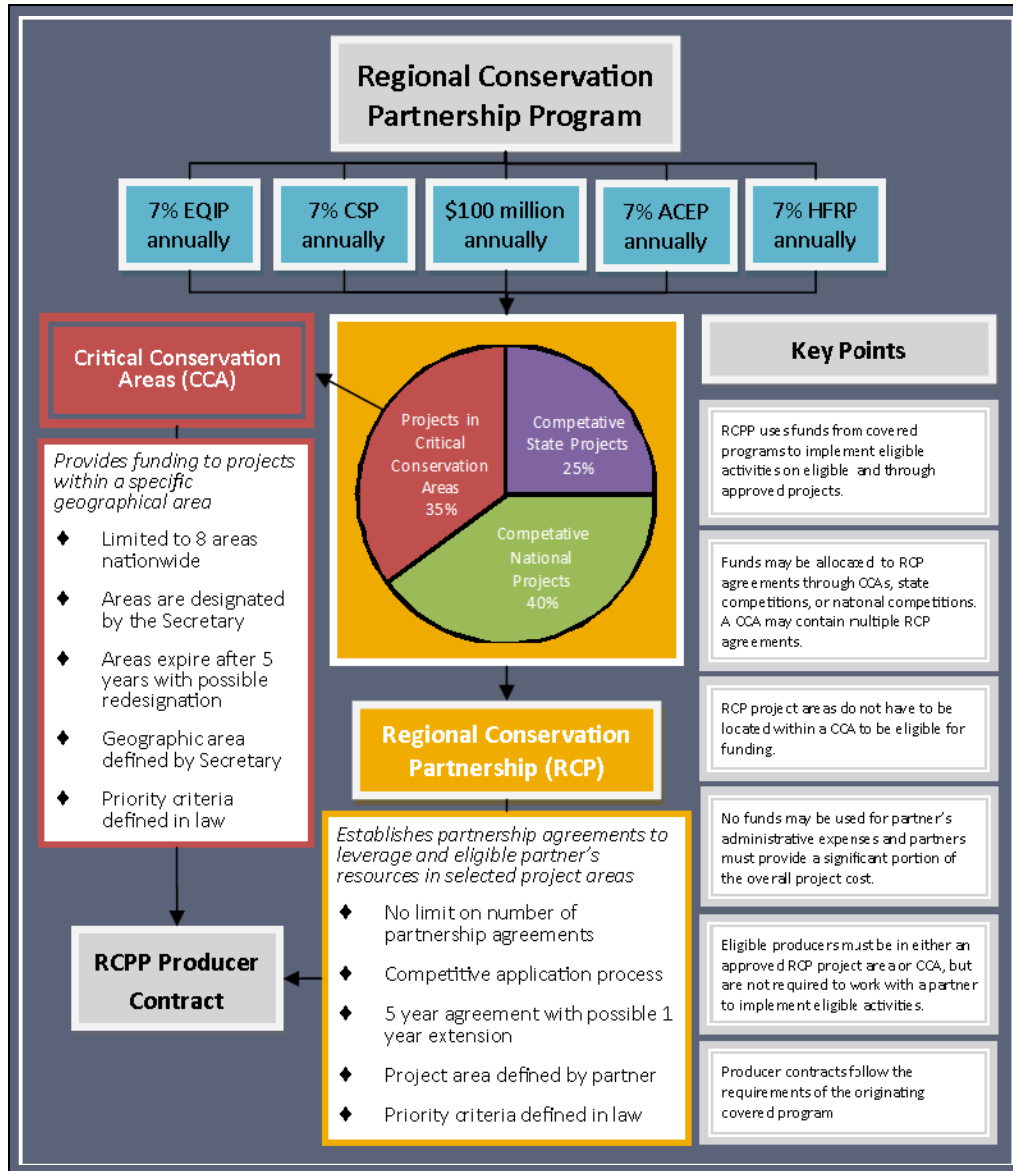 Regional Conservation
Partnership Program
7% EQIP
annually
7% CSP
annually
$100 million
annually
7% ACEP
annually
7% HFRP
annually
Critical Conservation
Areas (CCA)
Provides funding to projects
within a specific
geographical area
♦ Limited to 8 areas
nationwide
♦ Areas are designated
by the Secretary
♦ Areas expire after 5
years with possible
redesignation
♦ Geographic area
defined by Secretary
♦ Priority criteria
defined in law
RCPP Producer
Contract
Projects in
Critical
Conservation
Areas
35%
Competative
State Projects
25%
Competative
National
Projects
40%
Regional Conservation
Partnership (RCP)
Establishes partnership agreements to
leverage and eligible partner's
resources in selected project areas
♦ No limit on number of
partnership agreements
♦ Competitive application process
♦ 5 year agreement with possible 1
year extension
♦ Project area defined by partner
♦ Priority criteria defined in law
Key Points
RCPP uses funds from covered
programs to implement eligible
activities on eligible and through
approved projects.
Funds may be allocated to RCP
agreements through CCAs, state
competitions, or natonal competitions.
A CCA may contain multiple RCP
agreements.
RCP project areas do not have to be
located within a CCA to be eligible for
funding.
No funds may be used for partner's
administrative expenses and partners
must provide a significant portion of
the overall project cost.
Eligible producers must be in either an
approved RCP project area or CCA, but
are not required to work with a partner
to implement eligible activities.
Producer contracts follow the
requirements of the originating
covered program